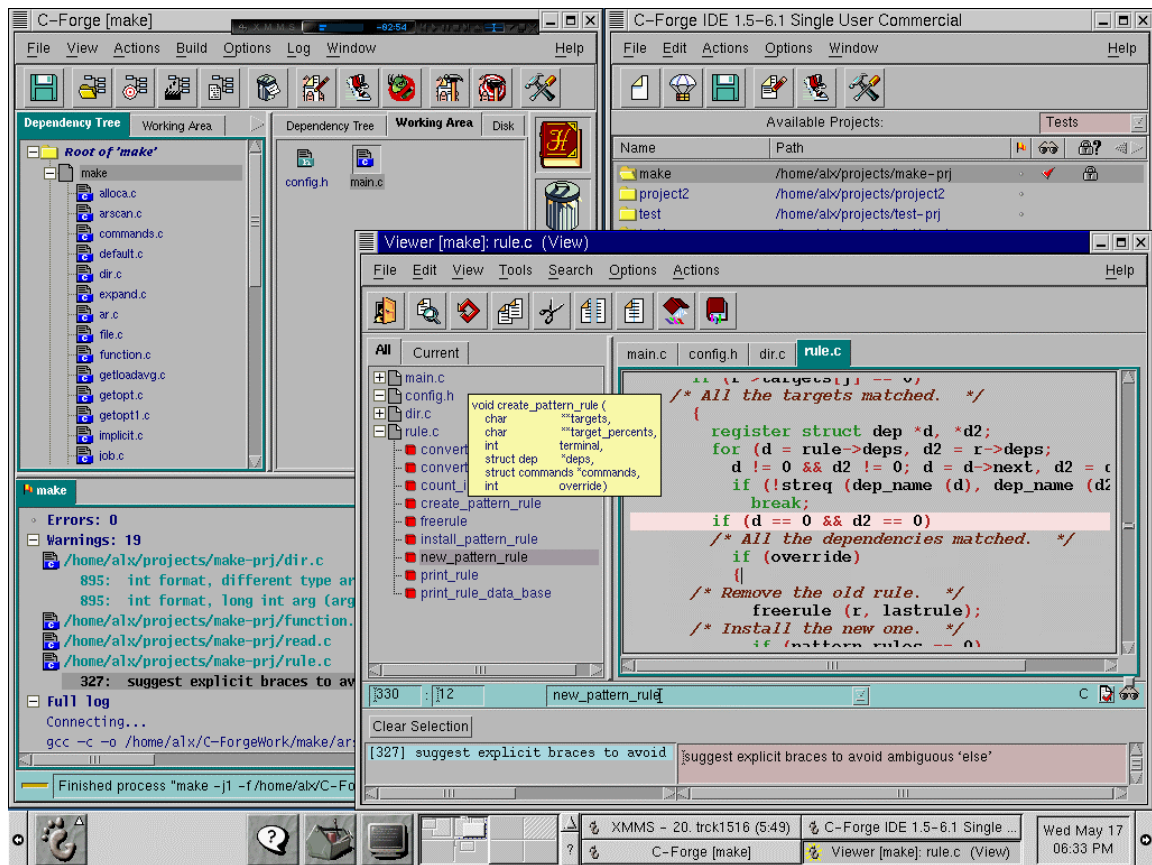 C-Forge [make]
XMMS
-82:54
File View Actions Build Options Log Window Help
Dependency Tree
Working Area
Root of 'make'
make
alloca.c
arscan.c
commands.c
default.c
dir.c
expand.c
ar.c
file.c
function.c
getloadavg.c
getopt.c
getopt1.c
implicit.c
job.c
Dependency Tree
Working Area
Disk
config.h
main.c
H
make
Errors: 0
Warnings: 19
/home/alx/projects/make-prj/dir.c
895: int format, different type ar
895: int format, long int arg (arg
/home/alx/projects/make-prj/function.
/home/alx/projects/make-prj/read.c
/home/alx/projects/make-prj/rule.c
327: suggest explicit braces to av
Full log
Connecting...
gcc -c -o /home/alx/C-ForgeWork/make/ar
Finished process "make -j1 -f/home/alx/C-Fo
C-Forge IDE 1.5-6.1 Single User Commercial
File Edit Actions Options Window Help
Available Projects:
Tests
Name Path
make /home/alx/projects/make-prj
project2 /home/alx/projects/project2
test /home/alx/projects/test-prj
Viewer [make]: rule.c (View)
File Edit View Tools Search Options Actions Help
All
Current
main.c
config.h
dir.c
rule.c
convert
convert
count_i
create_pattern_rule
freerule
install_pattern_rule
new_pattern_rule
print_rule
print_rule_data_base
void create_pattern_rule (
char **targets,
char **target_percents,
int terminal,
struct dep *deps,
struct commands *commands,
int override)
main.c
config.h
dir.c
rule.c
if (r->targets[j] == 0)
/* All the targets matched. */
{
register struct dep *d, *d2;
for (d = rule->deps, d2 = r->deps;
d != 0 && d2 != 0; d = d->next, d2 = d
if (!streq (dep_name (d), dep_name (d2
break;
if (d == 0 && d2 == 0)
/* All the dependencies matched. */
if (override)
{
/* Remove the old rule. */
freerule (r, lastrule);
/* Install the new one. */
if (pattern_rules == 0)
330 : 12 new_pattern_rule C
Clear Selection
[327] suggest explicit braces to avoid
suggest explicit braces to avoid ambiguous 'else'
XMMS - 20. trck1516 (5:49)
C-Forge IDE 1.5-6.1 Single ...
C-Forge [make]
Viewer [make]: rule.c (View)
Wed May 17
06:33 PM